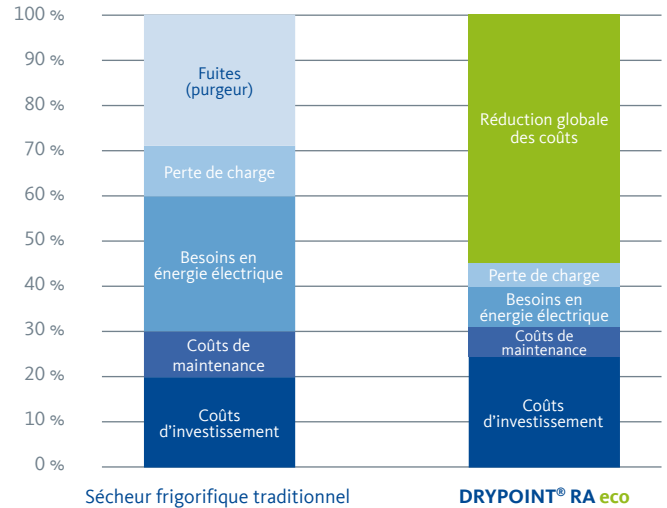 100 %
90 %
80 %
70 %
60 %
50 %
40 %
30 %
20 %
10 %
0 %
Fuites
(purgeur)
Perte de charge
Besoins en
énergie électrique
Coûts de
maintenance
Coûts
d'investissement
Réduction globale
des coûts
Perte de charge
Besoins en
énergie électrique
Coûts de
maintenance
Coûts
d'investissement
Sécheur frigorifique traditionnel
DRYPOINT® RA eco